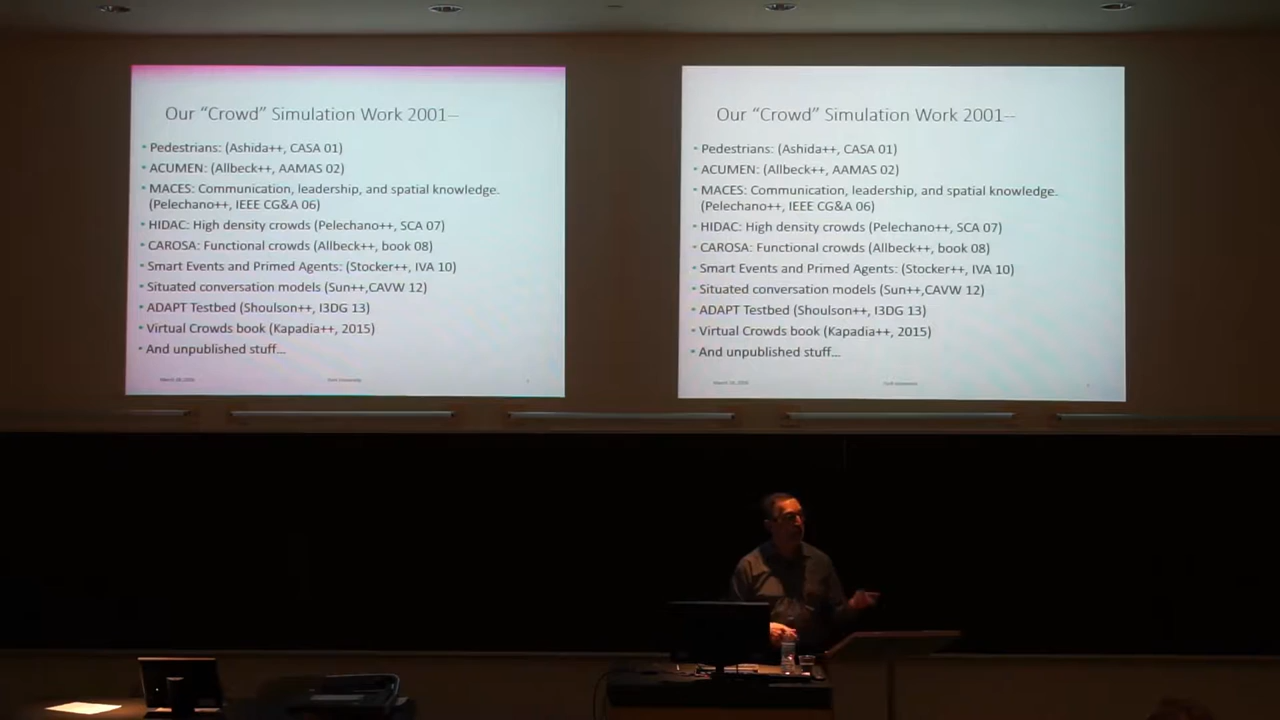 Our “Crowd” Simulation Work 2001--
• Pedestrians: (Ashida++, CASA 01)
• ACUMEN: (Allbeck++, AAMAS 02)
• MACES: Communication, leadership, and spatial knowledge.
(Pelechano++, IEEE CG&A 06)
• HIDAC: High density crowds (Pelechano++, SCA 07)
• CAROSA: Functional crowds (Allbeck++, book 08)
• Smart Events and Primed Agents: (Stocker++, IVA 10)
• Situated conversation models (Sun++,CAVW 12)
• ADAPT Testbed (Shoulson++, I3DG 13)
• Virtual Crowds book (Kapadia++, 2015)
• And unpublished stuff…
Our “Crowd” Simulation Work 2001--
• Pedestrians: (Ashida++, CASA 01)
• ACUMEN: (Allbeck++, AAMAS 02)
• MACES: Communication, leadership, and spatial knowledge.
(Pelechano++, IEEE CG&A 06)
• HIDAC: High density crowds (Pelechano++, SCA 07)
• CAROSA: Functional crowds (Allbeck++, book 08)
• Smart Events and Primed Agents: (Stocker++, IVA 10)
• Situated conversation models (Sun++,CAVW 12)
• ADAPT Testbed (Shoulson++, I3DG 13)
• Virtual Crowds book (Kapadia++, 2015)
• And unpublished stuff…